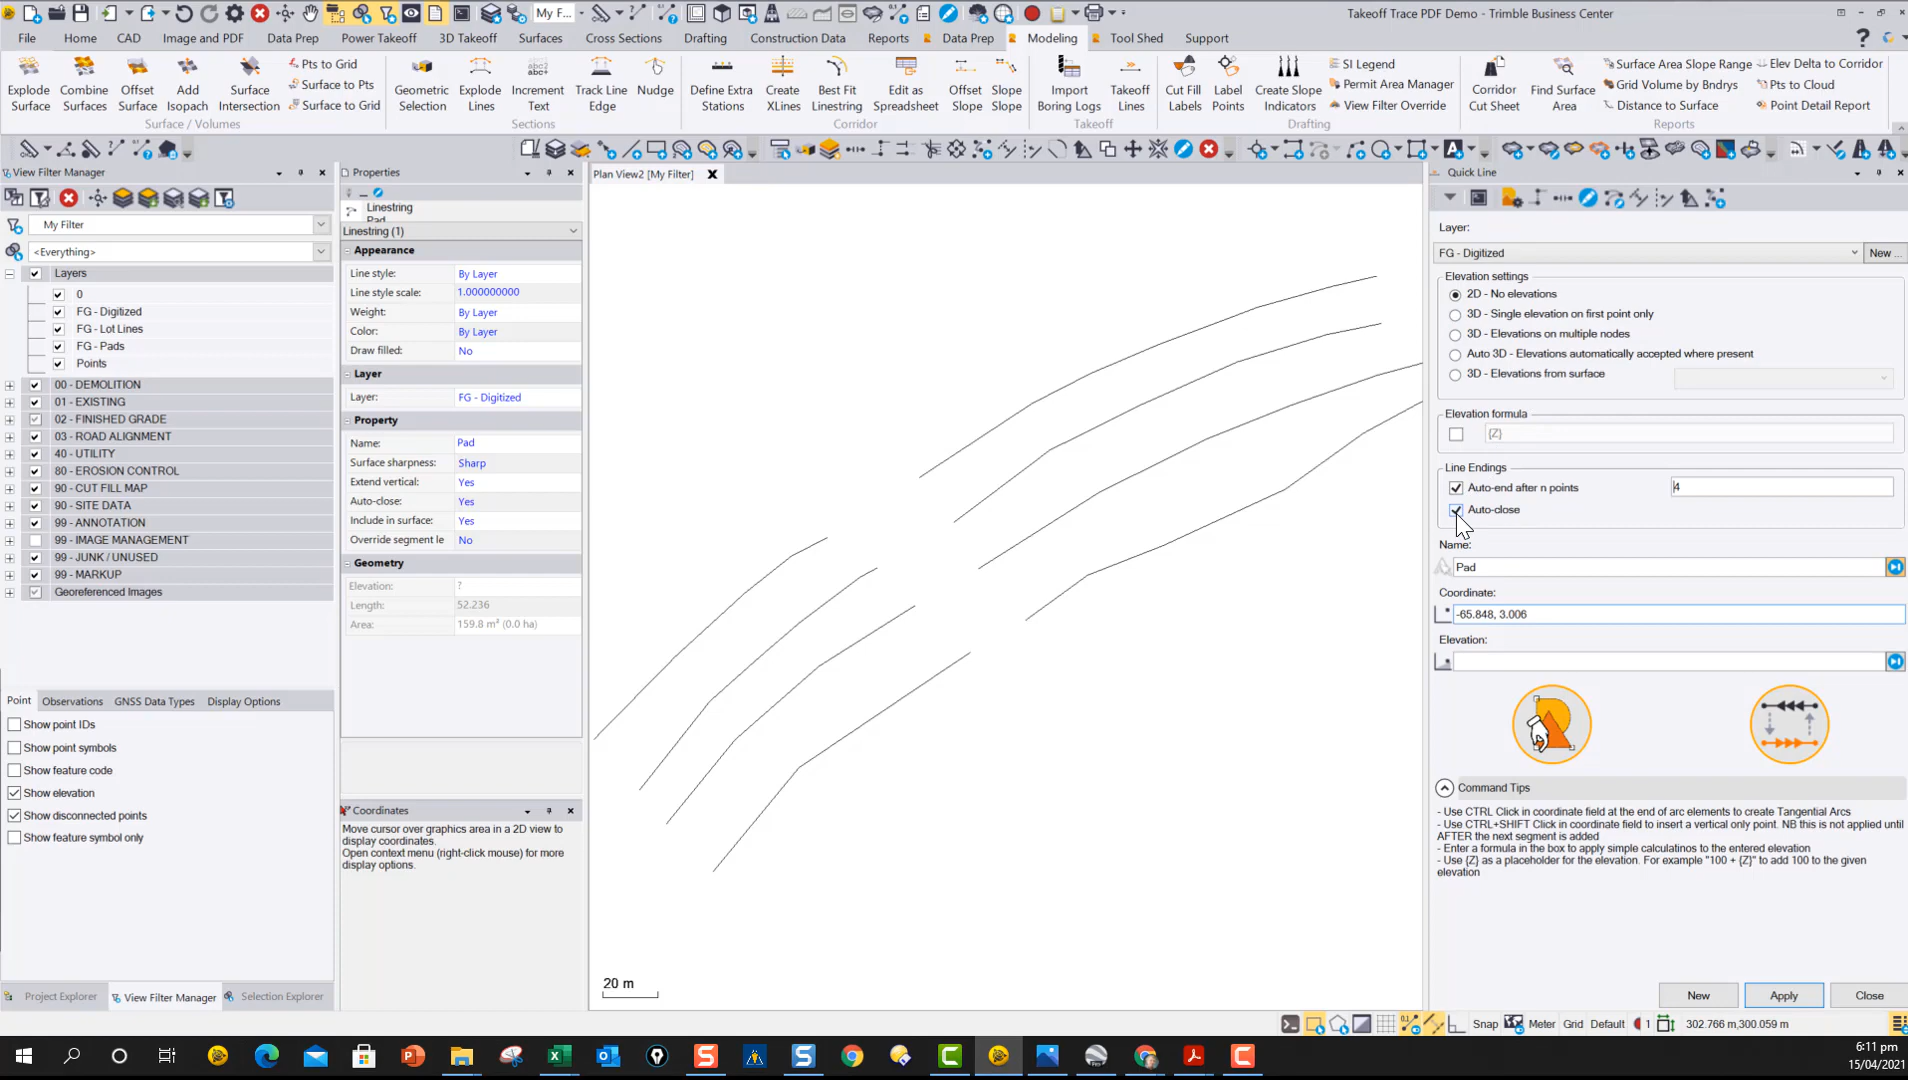 My F...
Takeoff Trace PDF Demo - Trimble Business Center
File Home CAD Image and PDF Data Prep Power Takeoff 3D Takeoff Surfaces Cross Sections Drafting Construction Data Reports Data Prep Modeling Tool Shed Support
Explode Surface
Combine Surfaces
Offset Surface
Add Isopach
Surface Intersection
Pts to Grid
Surface to Pts
Surface to Grid
Surface / Volumes
Geometric Selection
Explode Lines
Increment Text
Track Line Edge
Nudge
Sections
Define Extra Stations
Create XLines
Best Fit Linestring
Edit as Spreadsheet
Offset Slope
Slope Slope
Corridor
Import Boring Logs
Takeoff Lines
Takeoff
Cut Fill Labels
Label Points
Create Slope Indicators
SI Legend
Permit Area Manager
View Filter Override
Drafting
Corridor Cut Sheet
Find Surface Area
Surface Area Slope Range
Grid Volume by Bndrys
Distance to Surface
Elev Delta to Corridor
Pts to Cloud
Point Detail Report
Reports
View Filter Manager
My Filter
<Everything>
Layers
0
FG - Digitized
FG - Lot Lines
FG - Pads
Points
00 - DEMOLITION
01 - EXISTING
02 - FINISHED GRADE
03 - ROAD ALIGNMENT
40 - UTILITY
80 - EROSION CONTROL
90 - CUT FILL MAP
90 - SITE DATA
99 - ANNOTATION
99 - IMAGE MANAGEMENT
99 - JUNK / UNUSED
99 - MARKUP
Georeferenced Images
Point Observations GNSS Data Types Display Options
Show point IDs
Show point symbols
Show feature code
Show elevation
Show disconnected points
Show feature symbol only
Project Explorer View Filter Manager Selection Explorer
Properties
Linestring
Pad
Linestring (1)
Appearance
Line style: By Layer
Line style scale: 1.000000000
Weight: By Layer
Color: By Layer
Draw filled: No
Layer
Layer: FG - Digitized
Property
Name: Pad
Surface sharpness: Sharp
Extend vertical: Yes
Auto-close: Yes
Include in surface: Yes
Override segment le No
Geometry
Elevation: ?
Length: 52.236
Area: 159.8 m² (0.0 ha)
Coordinates
Move cursor over graphics area in a 2D view to
display coordinates.
Open context menu (right-click mouse) for more
display options.
Plan View2 [My Filter]
20 m
Quick Line
Layer:
FG - Digitized New ...
Elevation settings
2D - No elevations
3D - Single elevation on first point only
3D - Elevations on multiple nodes
Auto 3D - Elevations automatically accepted where present
3D - Elevations from surface
Elevation formula
{Z}
Line Endings
Auto-end after n points 4
Auto-close
Name:
Pad
Coordinate:
-65.848, 3.006
Elevation:
Command Tips
- Use CTRL Click in coordinate field at the end of arc elements to create Tangential Arcs
- Use CTRL+SHIFT Click in coordinate field to insert a vertical only point. NB this is not applied until
AFTER the next segment is added
- Enter a formula in the box to apply simple calculatinos to the entered elevation
- Use {Z} as a placeholder for the elevation. For example "100 + {Z}" to add 100 to the given
elevation
New Apply Close
Snap Meter Grid Default 1 302.766 m,300.059 m
6:11 pm
15/04/2021